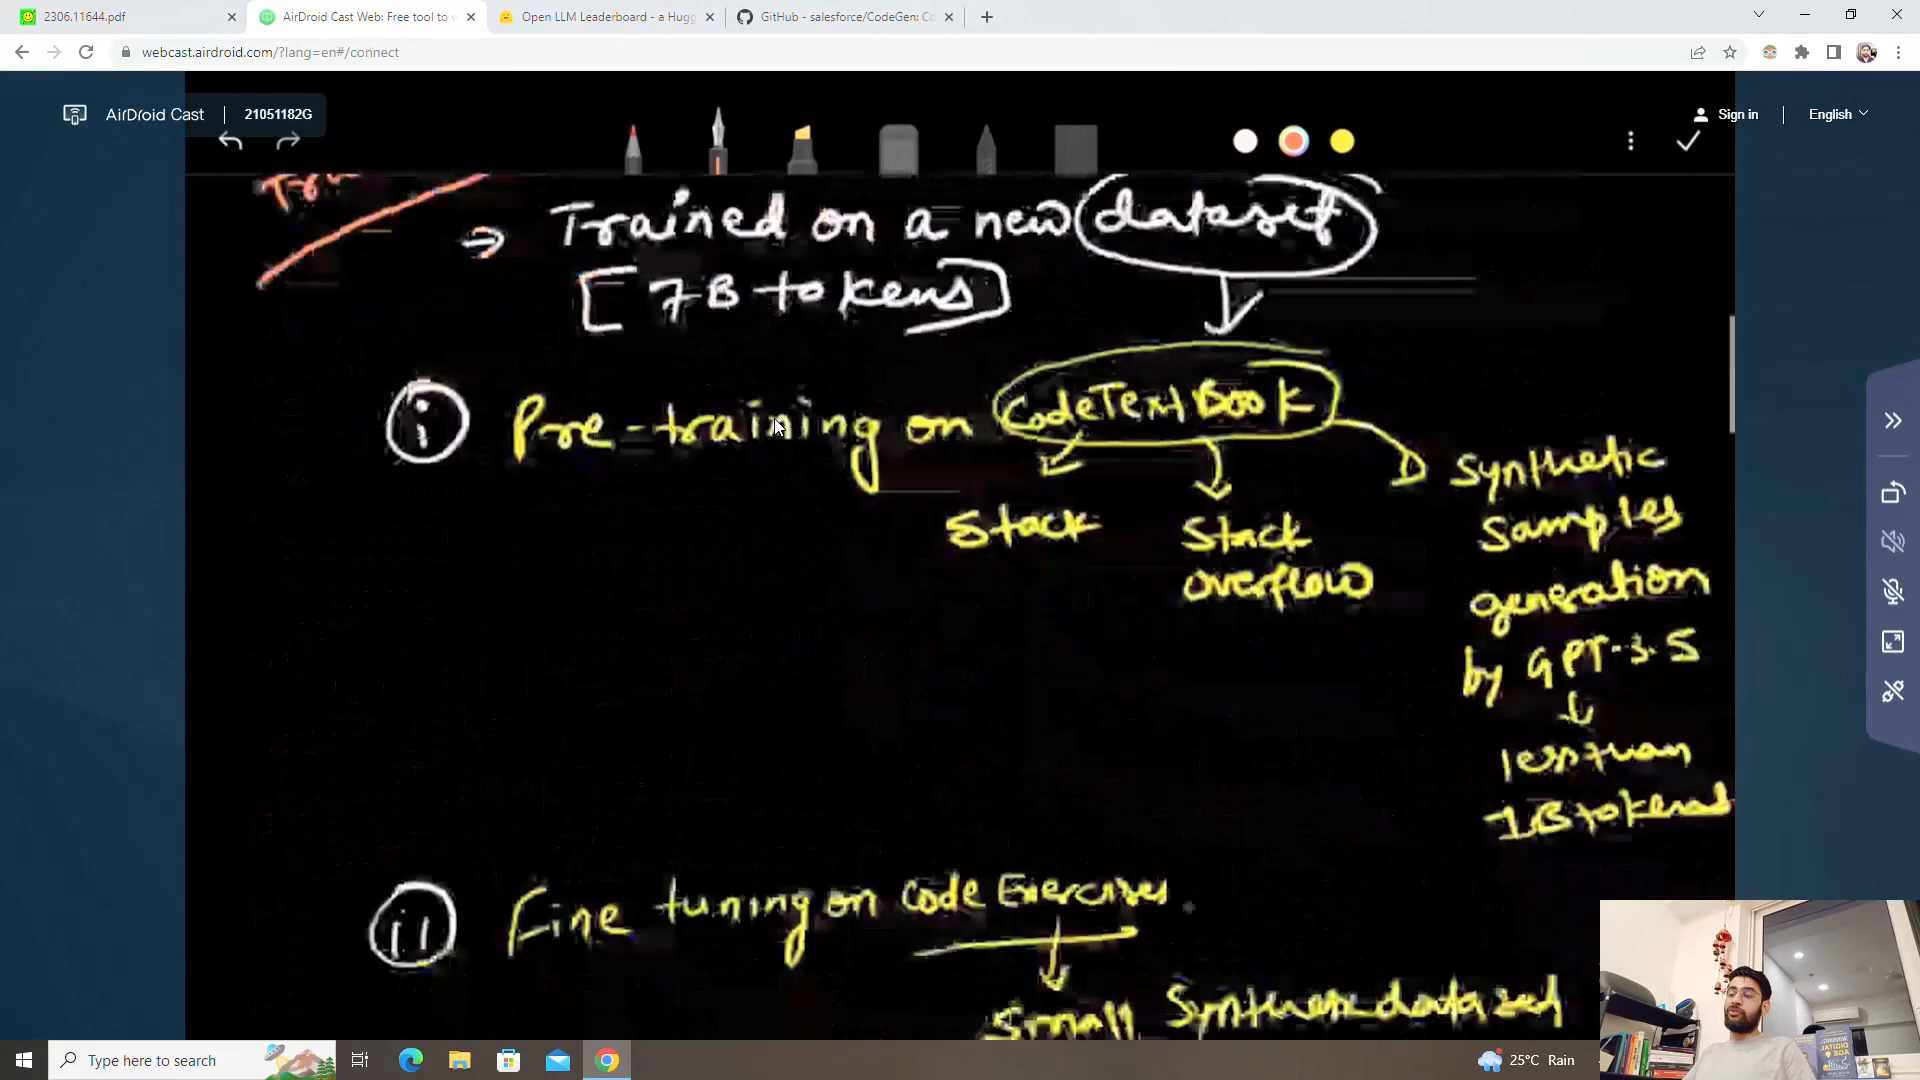 2306.11644.pdf
AirDroid Cast Web: Free tool to w
Open LLM Leaderboard - a Hugg
GitHub - salesforce/CodeGen: Co
webcast.airdroid.com/?lang=en#/connect
AirDroid Cast
21051182G
Sign in
English
→ Trained on a new dataset
[7B tokens]
i Pre-training on CodeTextBook
Stack
Stack
overflow
Synthetic
Samples
generation
by GPT-3.5
↓
less than
1B tokens
ii Fine tuning on Code Exercises
Small Synthetic dataset
Type here to search
25°C Rain
WINNING
DIGITAL
AGE